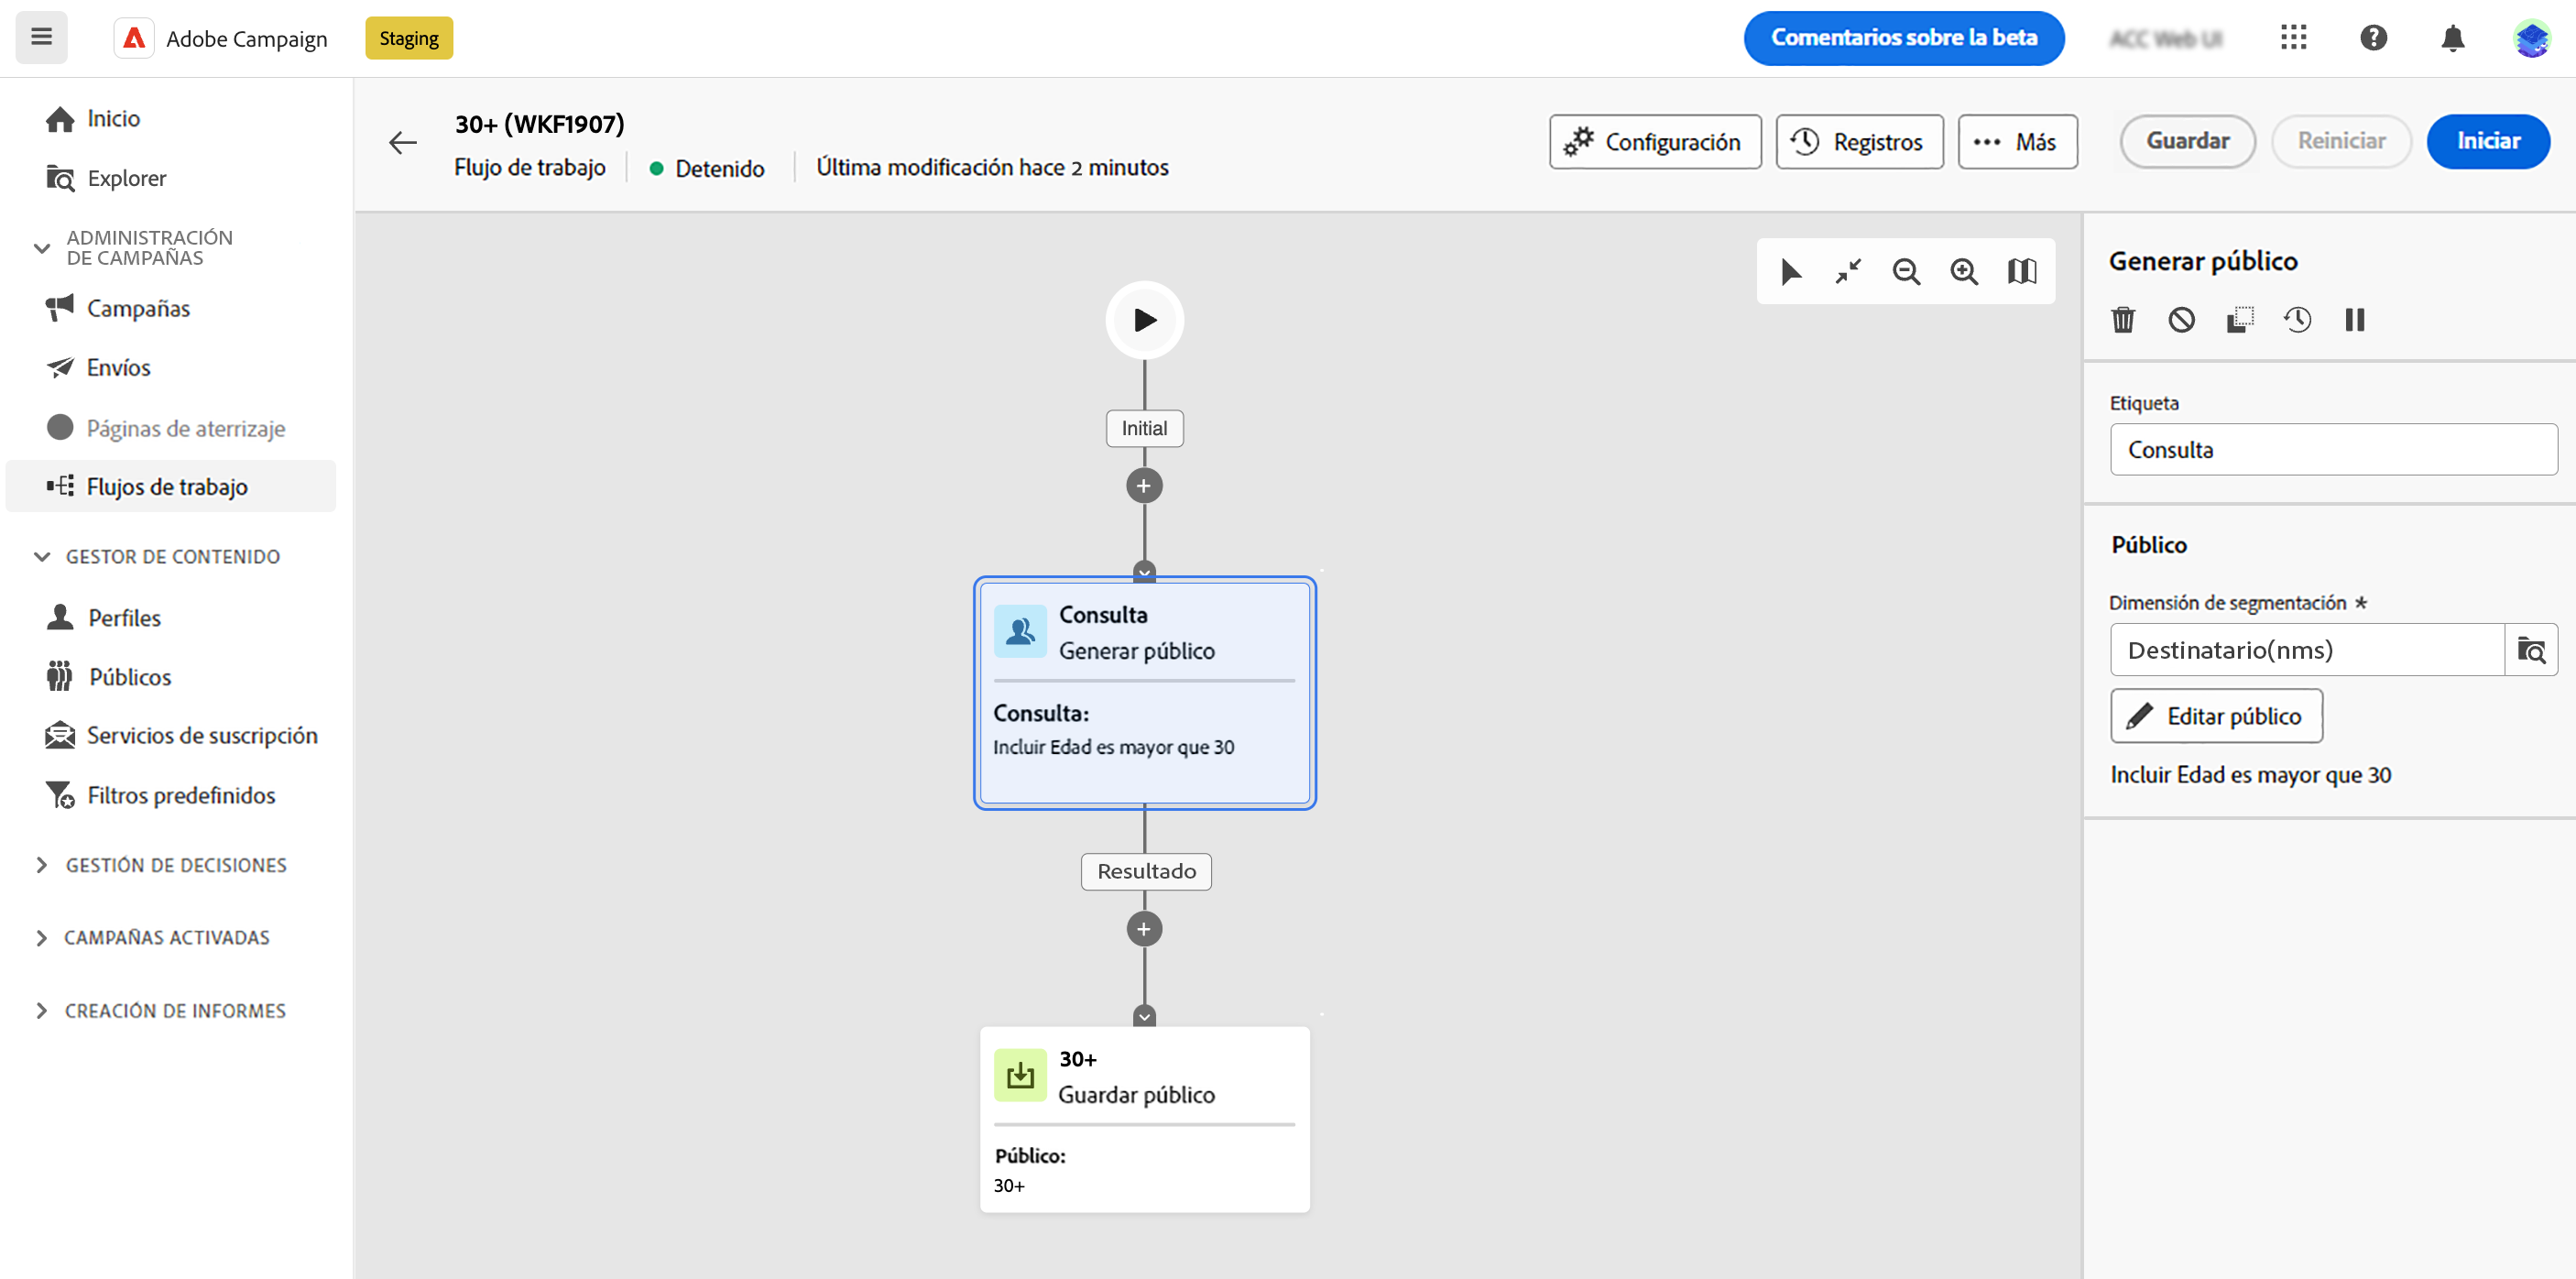 Adobe Campaign
Staging
Comentarios sobre la beta
ACC Web UI
Inicio
Explorer
ADMINISTRACIÓN
DE CAMPAÑAS
Campañas
Envíos
Páginas de aterrizaje
Flujos de trabajo
GESTOR DE CONTENIDO
Perfiles
Públicos
Servicios de suscripción
Filtros predefinidos
GESTIÓN DE DECISIONES
CAMPAÑAS ACTIVADAS
CREACIÓN DE INFORMES
30+ (WKF1907)
Flujo de trabajo
Detenido
Última modificación hace 2 minutos
Configuración
Registros
Más
Guardar
Reiniciar
Iniciar
Initial
Consulta
Generar público
Consulta:
Incluir Edad es mayor que 30
Resultado
30+
Guardar público
Público:
30+
Generar público
Etiqueta
Consulta
Público
Dimensión de segmentación *
Destinatario(nms)
Editar público
Incluir Edad es mayor que 30